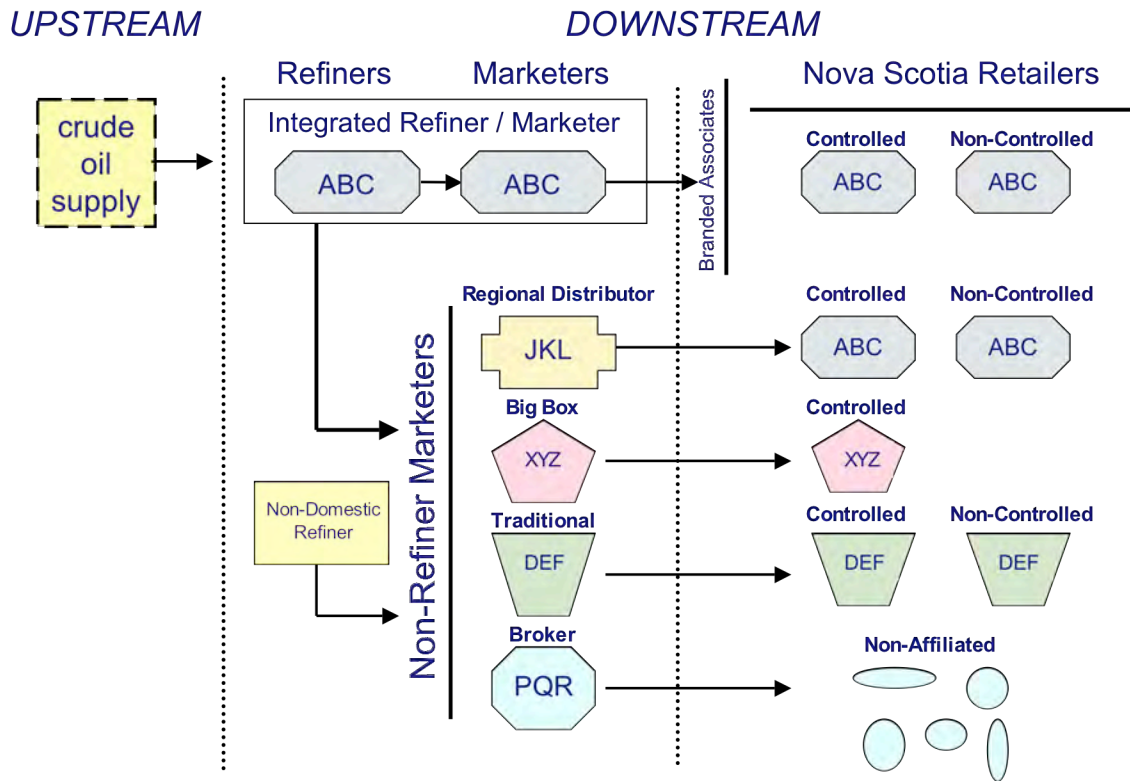 UPSTREAM
DOWNSTREAM
Refiners
Marketers
Nova Scotia Retailers
crude
oil
supply
Integrated Refiner / Marketer
ABC
ABC
Branded Associates
Controlled
Non-Controlled
ABC
ABC
Non-Refiner Marketers
Regional Distributor
JKL
Controlled
Non-Controlled
ABC
ABC
Big Box
XYZ
Controlled
XYZ
Non-Domestic
Refiner
Traditional
DEF
Controlled
Non-Controlled
DEF
DEF
Broker
PQR
Non-Affiliated